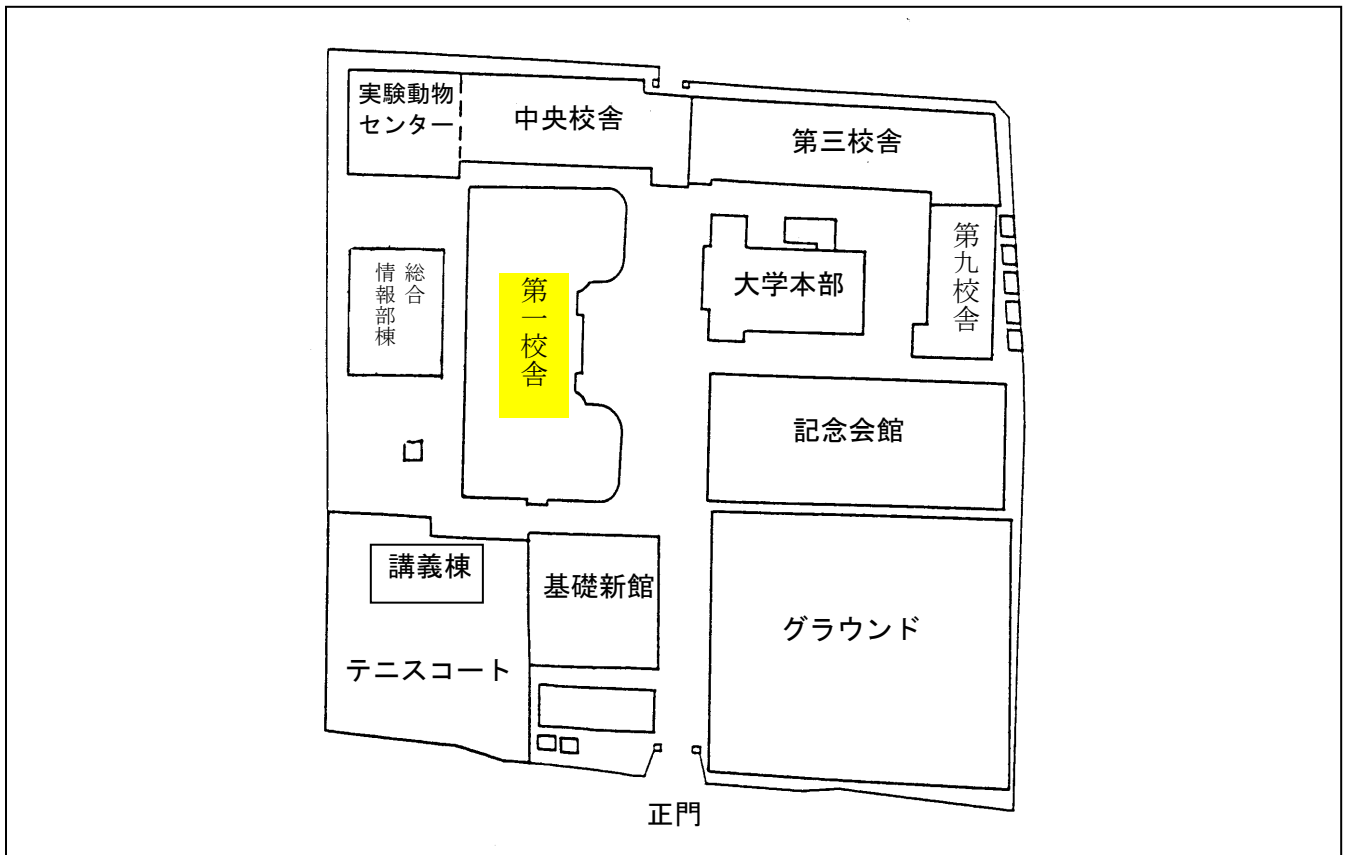 実験動物
センター
中央校舎
第三校舎
第九校舎
総合
情報部棟
第一校舎
大学本部
記念会館
講義棟
基礎新館
グラウンド
テニスコート
正門